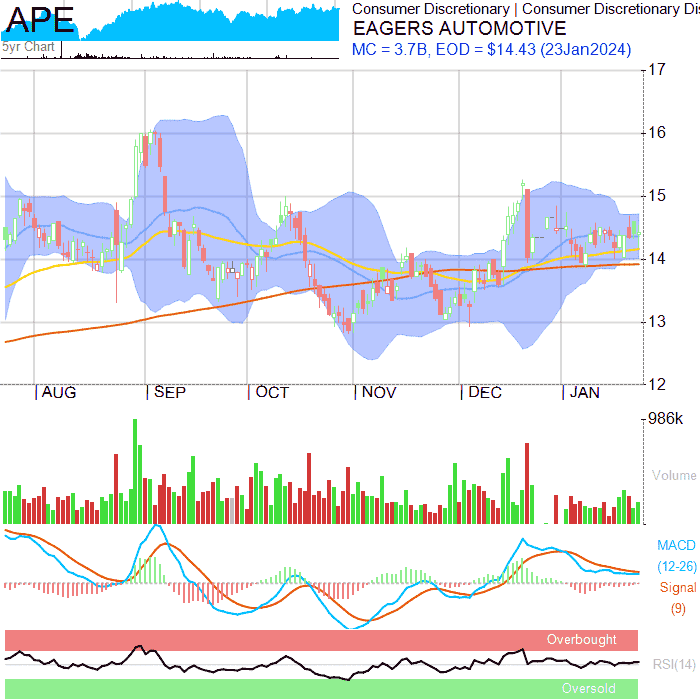 APE
5yr Chart
Consumer Discretionary | Consumer Discretionary Dis
EAGERS AUTOMOTIVE
MC = 3.7B, EOD = $14.43 (23Jan2024)
17
16
15
14
13
12
AUG
SEP
OCT
NOV
DEC
JAN
986k
Volume
MACD
(12-26)
Signal
(9)
Overbought
RSI(14)
Oversold